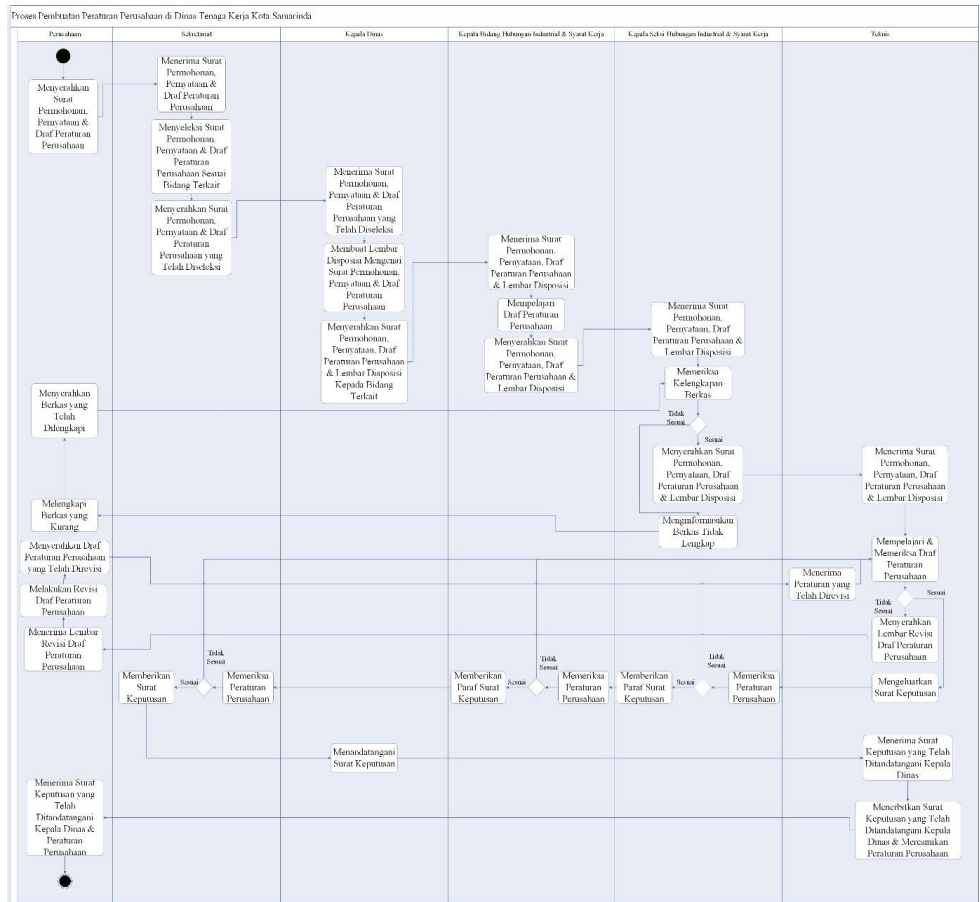 Proses Pembuatan Peraturan Perusahaan di Dinas Tenaga Kerja Kota Samarinda
Perusahaan
Sekretariat
Kepala Dinas
Kepala Bidang Hubungan Industrial & Syarat Kerja
Kepala Seksi Hubungan Industrial & Syarat Kerja
Teknis
Menyerahkan
Surat
Permohonan,
Pernyataan &
Draf Peraturan
Perusahaan
Menerima Surat
Permohonan,
Pernyataan &
Draf Peraturan
Perusahaan
Menyeleksi Surat
Permohonan,
Pernyataan & Draf
Peraturan
Perusahaan Sesuai
Bidang Terkait
Menyerahkan Surat
Permohonan,
Pernyataan & Draf
Peraturan
Perusahaan yang
Telah Diseleksi
Menerima Surat
Permohonan,
Pernyataan & Draf
Peraturan
Perusahaan yang
Telah Diseleksi
Membuat Lembar
Disposisi Mengenai
Surat Permohonan,
Pernyataan & Draf
Peraturan
Perusahaan
Menyerahkan Surat
Permohonan,
Pernyataan, Draf
Peraturan Perusahaan
& Lembar Disposisi
Kepada Bidang
Terkait
Menerima Surat
Permohonan,
Pernyataan, Draf
Peraturan Perusahaan
& Lembar Disposisi
Mempelajari
Draf Peraturan
Perusahaan
Menyerahkan Surat
Permohonan,
Pernyataan, Draf
Peraturan Perusahaan &
Lembar Disposisi
Menerima Surat
Permohonan,
Pernyataan, Draf
Peraturan Perusahaan &
Lembar Disposisi
Memeriksa
Kelengkapan
Berkas
Tidak
Sesuai
Sesuai
Menyerahkan Surat
Permohonan,
Pernyataan, Draf
Peraturan Perusahaan
& Lembar Disposisi
Menginformasikan
Berkas Tidak
Lengkap
Menyerahkan
Berkas yang
Telah
Dilengkapi
Melengkapi
Berkas yang
Kurang
Menerima Surat
Permohonan,
Pernyataan, Draf
Peraturan Perusahaan
& Lembar Disposisi
Mempelajari &
Memeriksa Draf
Peraturan
Perusahaan
Tidak
Sesuai
Sesuai
Menyerahkan
Lembar Revisi
Draf Peraturan
Perusahaan
Menerima
Peraturan yang
Telah Direvisi
Menyerahkan Draf
Peraturan Perusahaan
yang Telah Direvisi
Melakukan Revisi
Draf Peraturan
Perusahaan
Menerima Lembar
Revisi Draf
Peraturan
Perusahaan
Mengeluarkan
Surat Keputusan
Memeriksa
Peraturan
Perusahaan
Tidak
Sesuai
Sesuai
Memberikan
Paraf Surat
Keputusan
Memeriksa
Peraturan
Perusahaan
Tidak
Sesuai
Sesuai
Memberikan
Paraf Surat
Keputusan
Memeriksa
Peraturan
Perusahaan
Tidak
Sesuai
Sesuai
Memberikan
Surat
Keputusan
Menandatangani
Surat Keputusan
Menerima Surat
Keputusan yang Telah
Ditandatangani Kepala
Dinas
Menerbitkan Surat
Keputusan yang Telah
Ditandatangani Kepala
Dinas & Meresmikan
Peraturan Perusahaan
Menerima Surat
Keputusan yang
Telah
Ditandatangani
Kepala Dinas &
Peraturan
Perusahaan